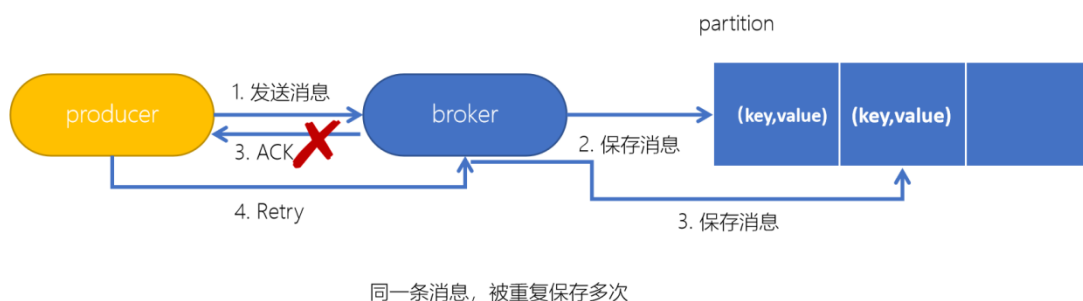 partition
producer
1. 发送消息
broker
(key,value)
(key,value)
3. ACK
2. 保存消息
4. Retry
3. 保存消息
同一条消息，被重复保存多次